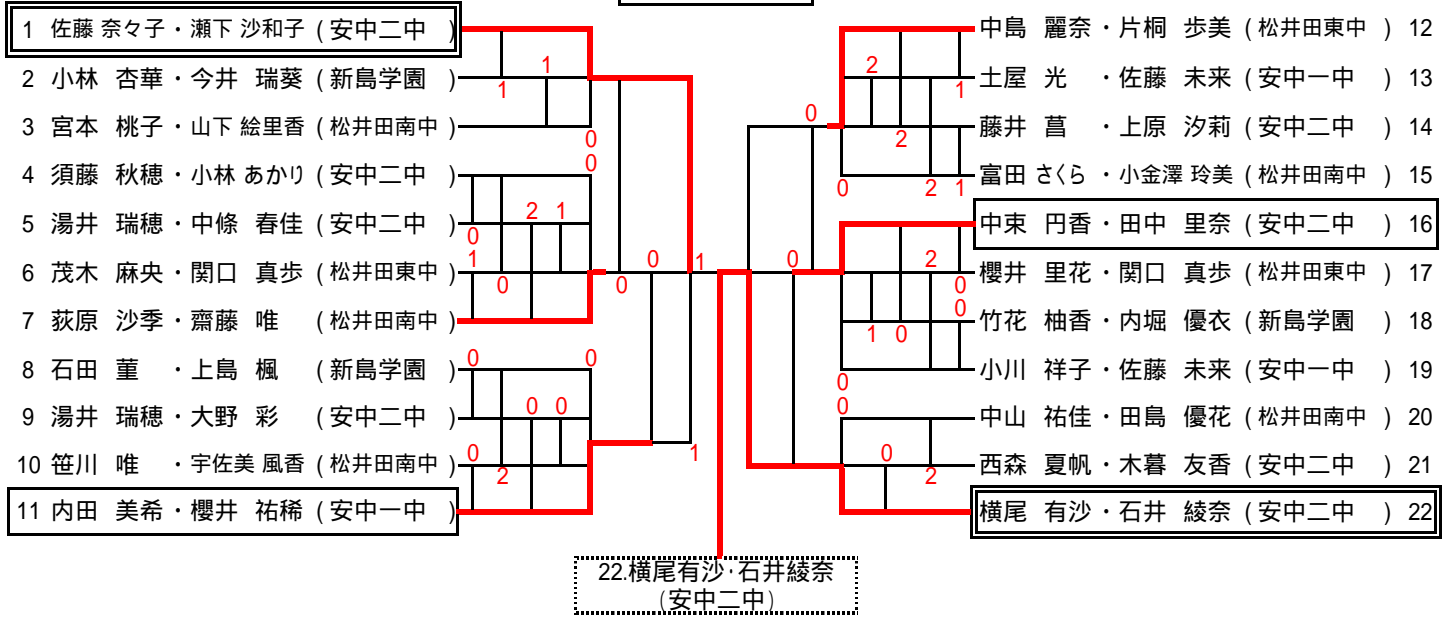 1 佐藤 奈々子・瀬下 沙和子 (安中二中 )
2 小林 杏華・今井 瑞葵 (新島学園 )
3 宮本 桃子・山下 絵里香 (松井田南中 )
4 須藤 秋穂・小林 あかり (安中二中 )
5 湯井 瑞穂・中條 春佳 (安中二中 )
6 茂木 麻央・関口 真歩 (松井田東中 )
7 荻原 沙季・齋藤 唯 (松井田南中 )
8 石田 菫 ・上島 楓 (新島学園 )
9 湯井 瑞穂・大野 彩 (安中二中 )
10 笹川 唯 ・宇佐美 風香 (松井田南中 )
11 内田 美希・櫻井 祐稀 (安中一中 )
1
1
0
0
2 1
0
1
0
0
0
1
0
0
0 0
0
2
1
中島 麗奈・片桐 歩美 (松井田東中 ) 12
土屋 光 ・佐藤 未来 (安中一中 ) 13
藤井 菖 ・上原 汐莉 (安中二中 ) 14
富田 さくら ・小金澤 玲美 (松井田南中 ) 15
中束 円香・田中 里奈 (安中二中 ) 16
櫻井 里花・関口 真歩 (松井田東中 ) 17
竹花 柚香・内堀 優衣 (新島学園 ) 18
小川 祥子・佐藤 未来 (安中一中 ) 19
中山 祐佳・田島 優花 (松井田南中 ) 20
西森 夏帆・木暮 友香 (安中二中 ) 21
横尾 有沙・石井 綾奈 (安中二中 ) 22
2
1
0
2
0 2 1
0
2
0
0
1 0
0
0
0
2
22.横尾有沙・石井綾奈
(安中二中)